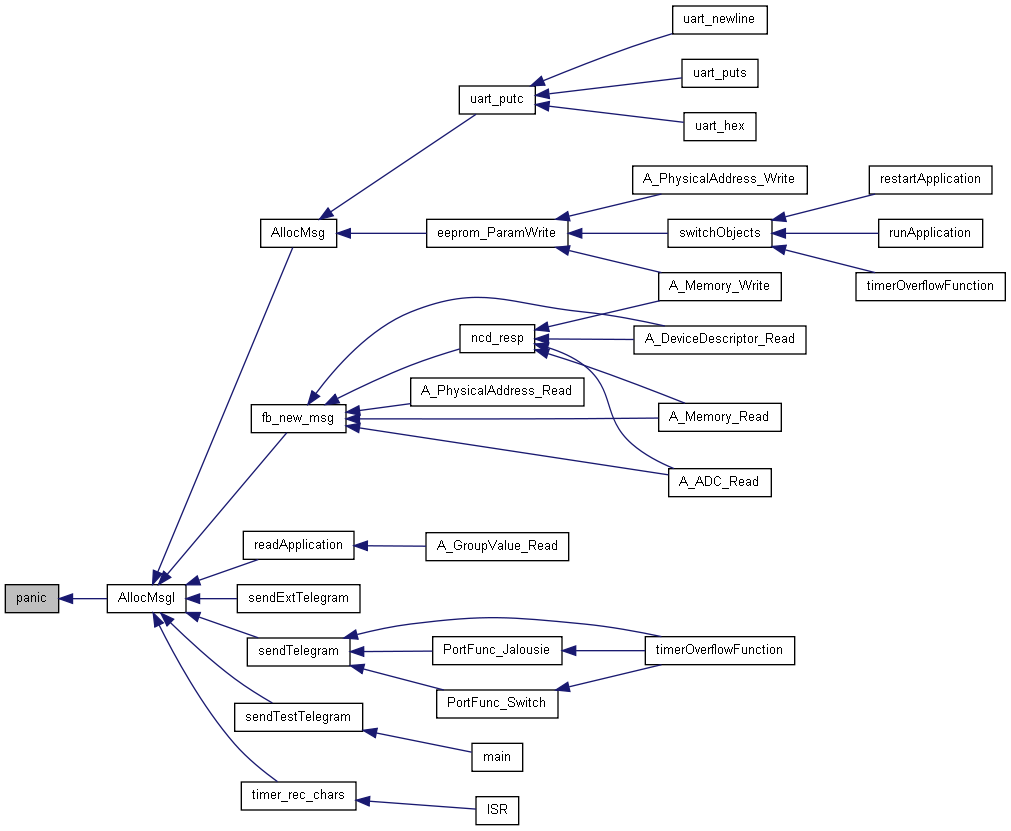 uart_newline
uart_puts
uart_putc
uart_hex
A_PhysicalAddress_Write
restartApplication
AllocMsg
eeprom_ParamWrite
switchObjects
runApplication
A_Memory_Write
timerOverflowFunction
ncd_resp
A_DeviceDescriptor_Read
A_PhysicalAddress_Read
fb_new_msg
A_Memory_Read
A_ADC_Read
readApplication
A_GroupValue_Read
panic
AllocMsgI
sendExtTelegram
sendTelegram
PortFunc_Jalousie
timerOverflowFunction
PortFunc_Switch
sendTestTelegram
main
timer_rec_chars
ISR